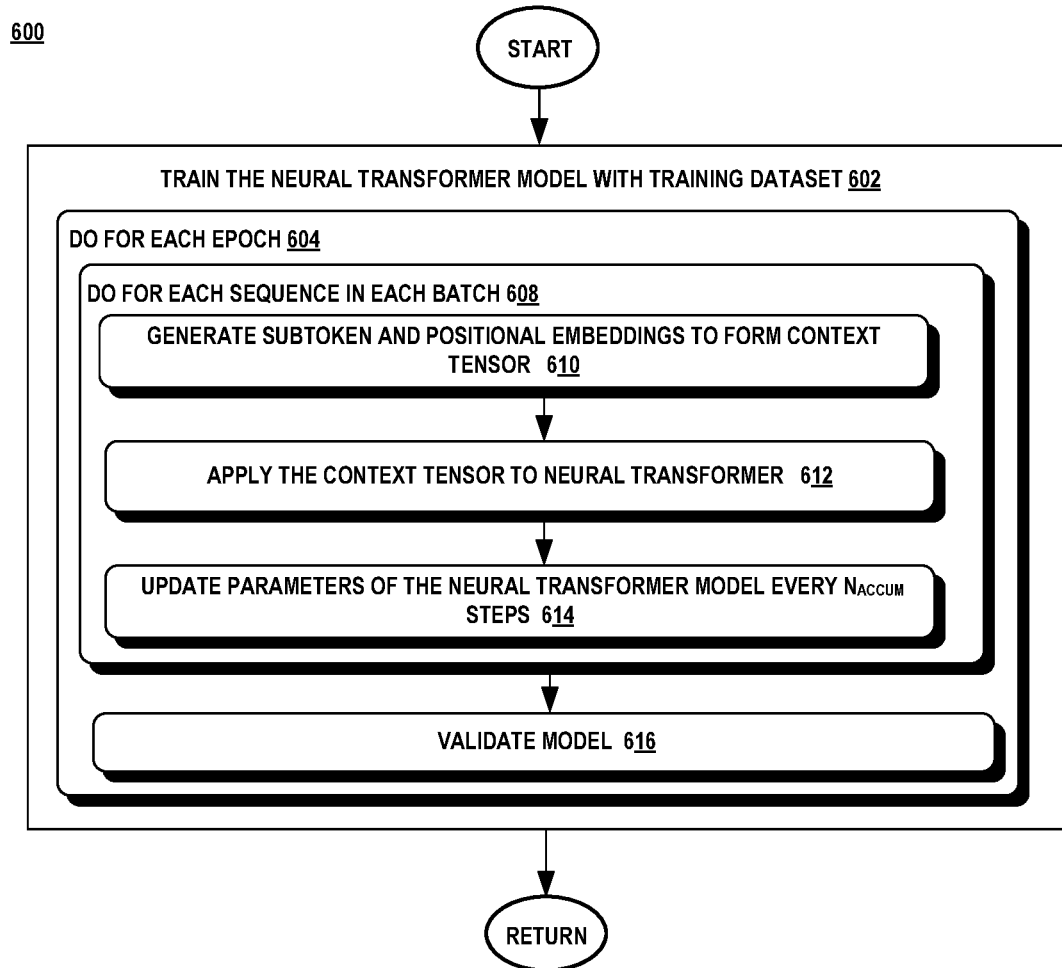 600
START
TRAIN THE NEURAL TRANSFORMER MODEL WITH TRAINING DATASET 602
DO FOR EACH EPOCH 604
DO FOR EACH SEQUENCE IN EACH BATCH 608
GENERATE SUBTOKEN AND POSITIONAL EMBEDDINGS TO FORM CONTEXT
TENSOR 610
APPLY THE CONTEXT TENSOR TO NEURAL TRANSFORMER 612
UPDATE PARAMETERS OF THE NEURAL TRANSFORMER MODEL EVERY NACCUM
STEPS 614
VALIDATE MODEL 616
RETURN